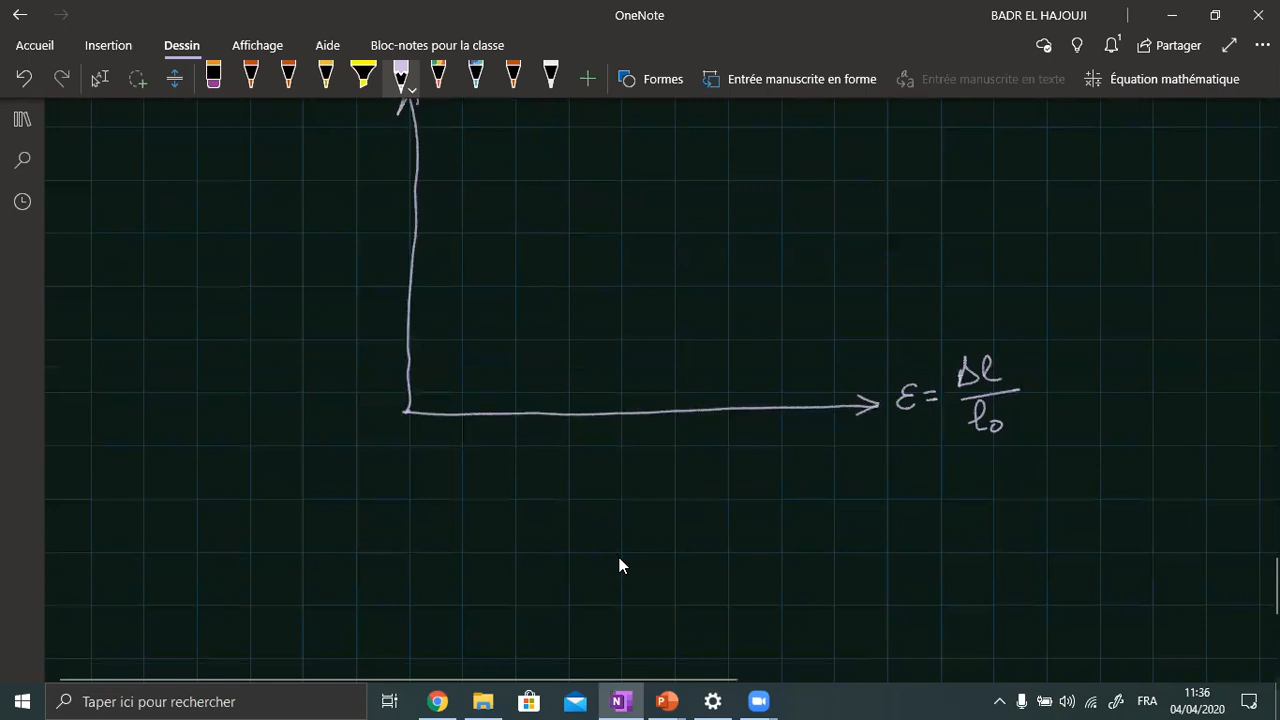 OneNote
BADR EL HAJOUJI
Accueil Insertion Dessin Affichage Aide Bloc-notes pour la classe
Partager
Formes Entrée manuscrite en forme Entrée manuscrite en texte Équation mathématique
ε = Δl / l₀
Taper ici pour rechercher
FRA
11:36
04/04/2020